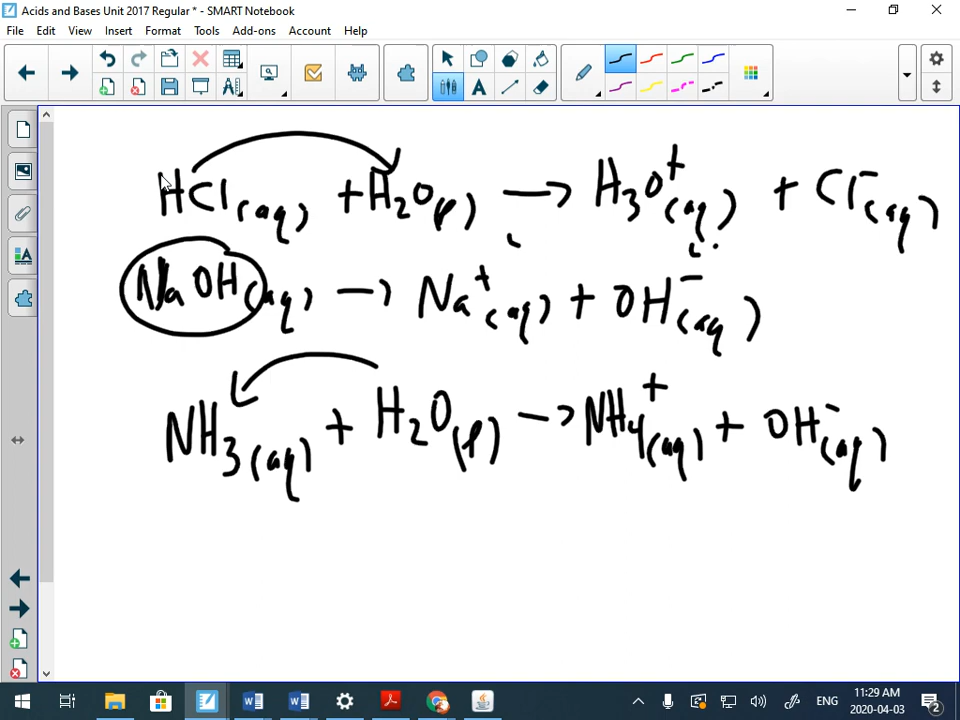 Acids and Bases Unit 2017 Regular * - SMART Notebook
File Edit View Insert Format Tools Add-ons Account Help
HCl(aq) + H₂O(l) → H₃O⁺(aq) + Cl⁻(aq)
NaOH(aq) → Na⁺(aq) + OH⁻(aq)
NH₃(aq) + H₂O(l) → NH₄⁺(aq) + OH⁻(aq)
ENG
11:29 AM
2020-04-03
2